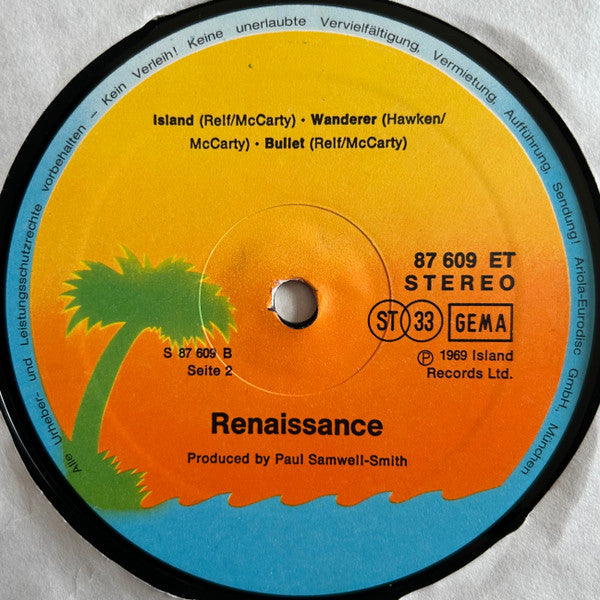 Alle Urheber- und Leistungsschutzrechte vorbehalten – Kein Verleih! Keine unerlaubte Vervielfältigung, Vermietung, Aufführung, Sendung! Ariola-Eurodisc GmbH., München
Island (Relf/McCarty) · Wanderer (Hawken/
McCarty) · Bullet (Relf/McCarty)
87 609 ET
STEREO
ST 33 GEMA
S 87 609 B
Seite 2
Ⓟ 1969 Island
Records Ltd.
Renaissance
Produced by Paul Samwell-Smith